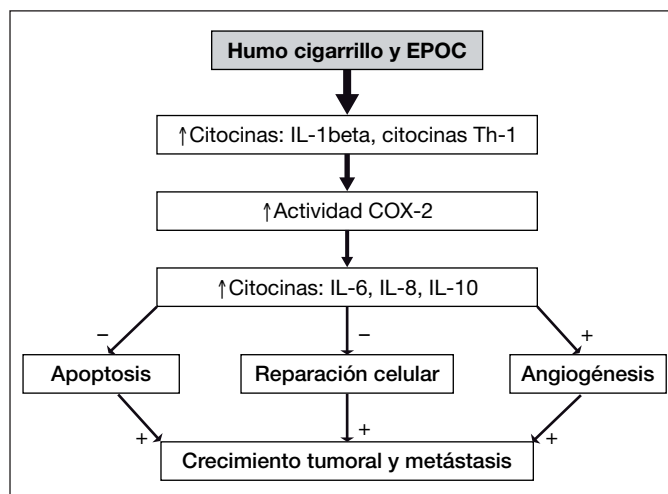 Humo cigarrillo y EPOC
↑Citocinas: IL-1beta, citocinas Th-1
↑Actividad COX-2
↑Citocinas: IL-6, IL-8, IL-10
– – +
Apoptosis Reparación celular Angiogénesis
+ + +
Crecimiento tumoral y metástasis